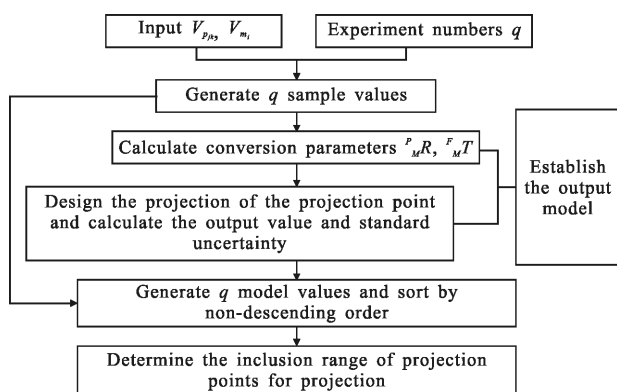 Input V_{p_{jk}}, V_{m_i}
Experiment numbers q
Generate q sample values
Calculate conversion parameters ^P_M R, ^F_M T
Establish
the output
model
Design the projection of the projection point
and calculate the output value and standard
uncertainty
Generate q model values and sort by
non-descending order
Determine the inclusion range of projection
points for projection